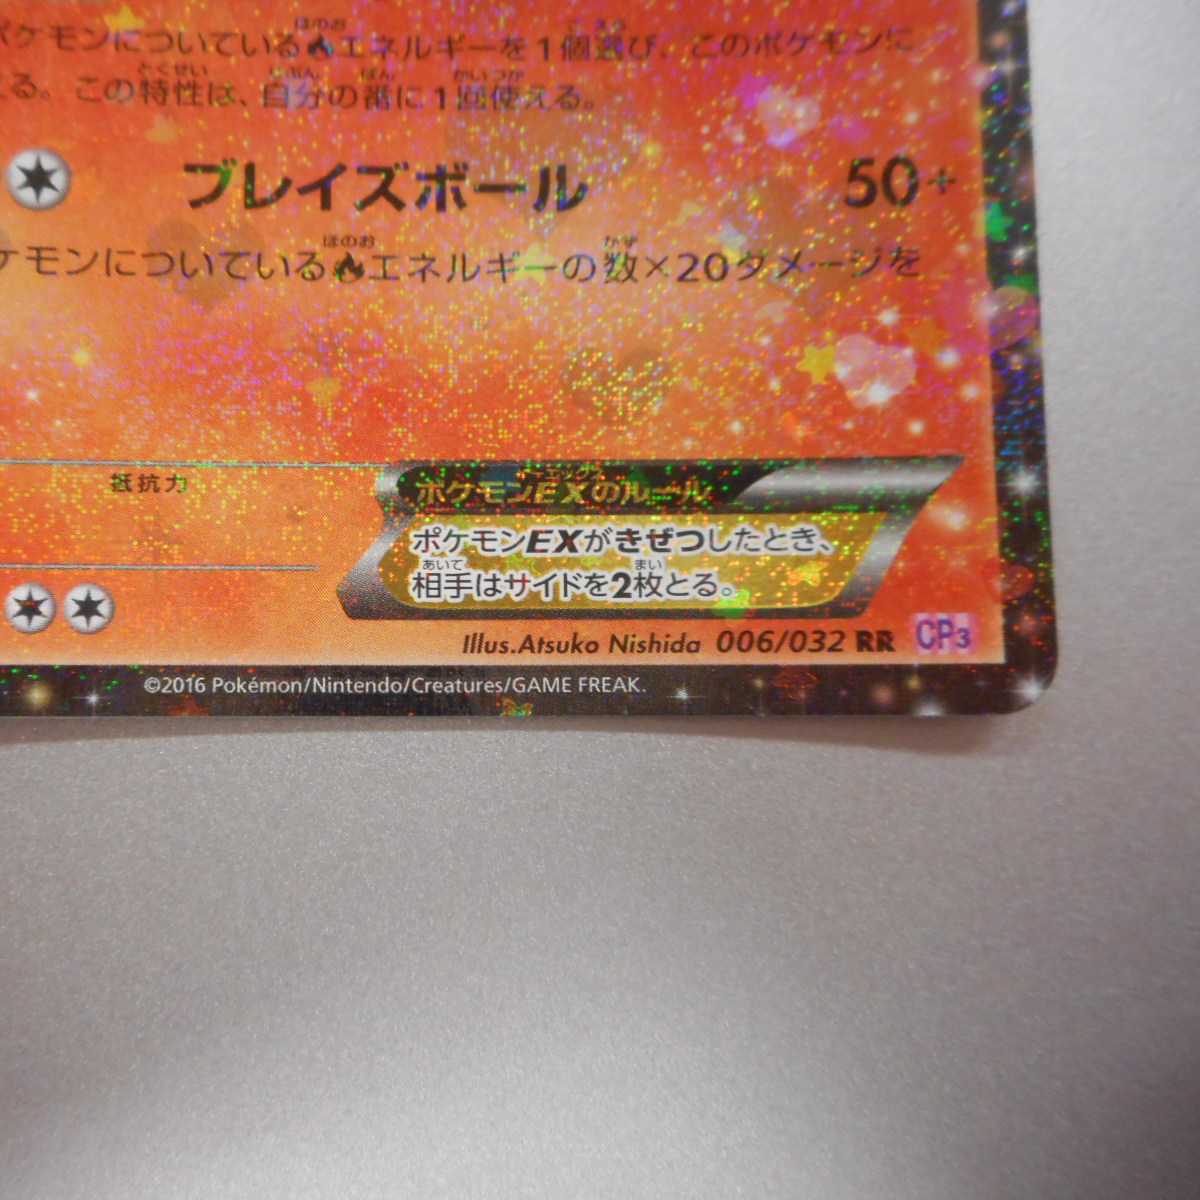 ポケモンについているエネルギーを1個選び、このポケモンに
える。この特性は、自分の番に1回使える。
ブレイズボール 50+
ケモンについているエネルギーの数×20ダメージを
抵抗力
ポケモンEXのルール
ポケモンEXがきぜつしたとき、
相手はサイドを2枚とる。
Illus.Atsuko Nishida 006/032 RR CP3
©2016 Pokémon/Nintendo/Creatures/GAME FREAK.